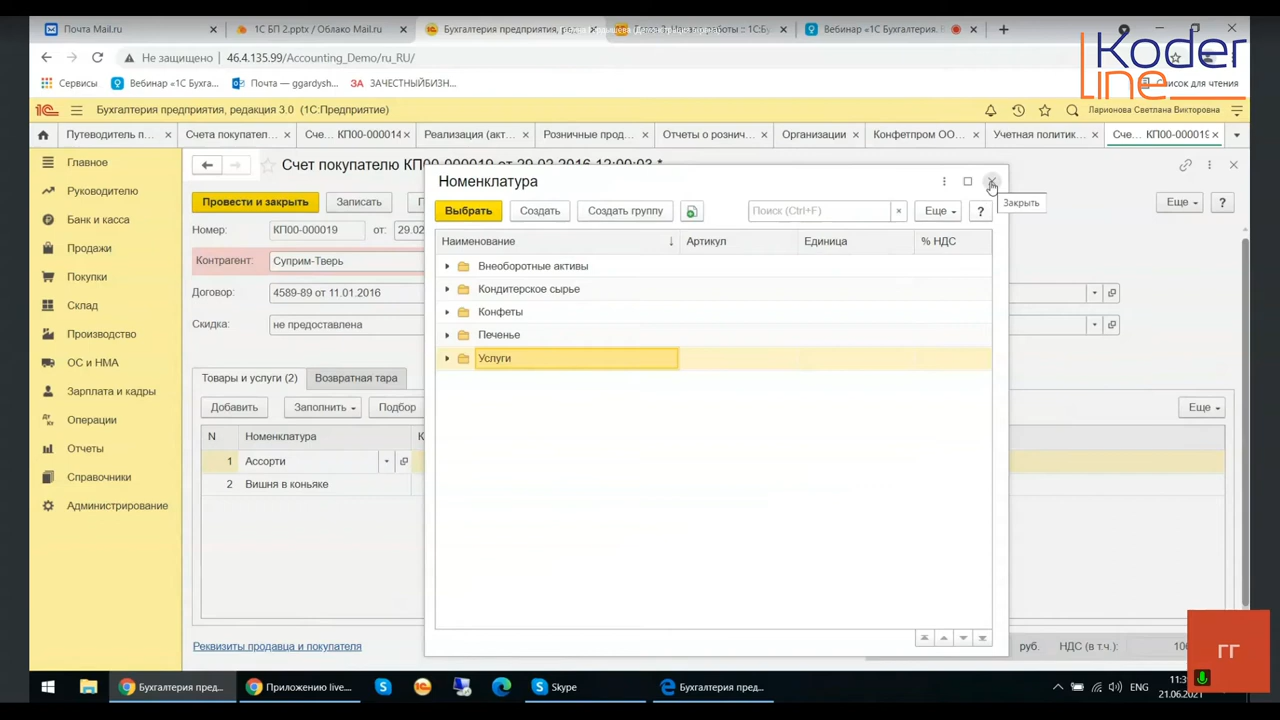 Почта Mail.ru
1С БП 2.pptx / Облако Mail.ru
Бухгалтерия предприятия, р
Вебинар «1С Бухгалтерия.
Не защищено 46.4.135.99/Accounting_Demo/ru_RU/
Koder
Line
Сервисы Вебинар «1С Бухга... Почта — ggardysh... ЗА ЗАЧЕСТНЫЙБИЗН... Список для чтения
Бухгалтерия предприятия, редакция 3.0 (1С:Предприятие) Ларионова Светлана Викторовна
Путеводитель п... Счета покупател... Сче... КП00-000014 Реализация (акт... Розничные прод... Отчеты о рознич... Организации Конфетпром ОО... Учетная политик... Сче... КП00-000019
Главное
Руководителю
Банк и касса
Продажи
Покупки
Склад
Производство
ОС и НМА
Зарплата и кадры
Операции
Отчеты
Справочники
Администрирование
Счет покупателю КП00-000019 от 29.02.2016 12:00:03 *
Провести и закрыть Записать Еще ?
Номер: КП00-000019 от: 29.02
Контрагент: Суприм-Тверь
Договор: 4589-89 от 11.01.2016
Скидка: не предоставлена
Товары и услуги (2) Возвратная тара
Добавить Заполнить Подбор Еще
N Номенклатура К
1 Ассорти
2 Вишня в коньяке
Реквизиты продавца и покупателя
руб. НДС (в т.ч.):
Номенклатура
Закрыть
Выбрать Создать Создать группу Поиск (Ctrl+F) × Еще ?
Наименование ↓ Артикул Единица % НДС
Внеоборотные активы
Кондитерское сырье
Конфеты
Печенье
Услуги
ГГ
Бухгалтерия пред... Приложению live... Skype Бухгалтерия пред... ENG
11:3
21.06.2021